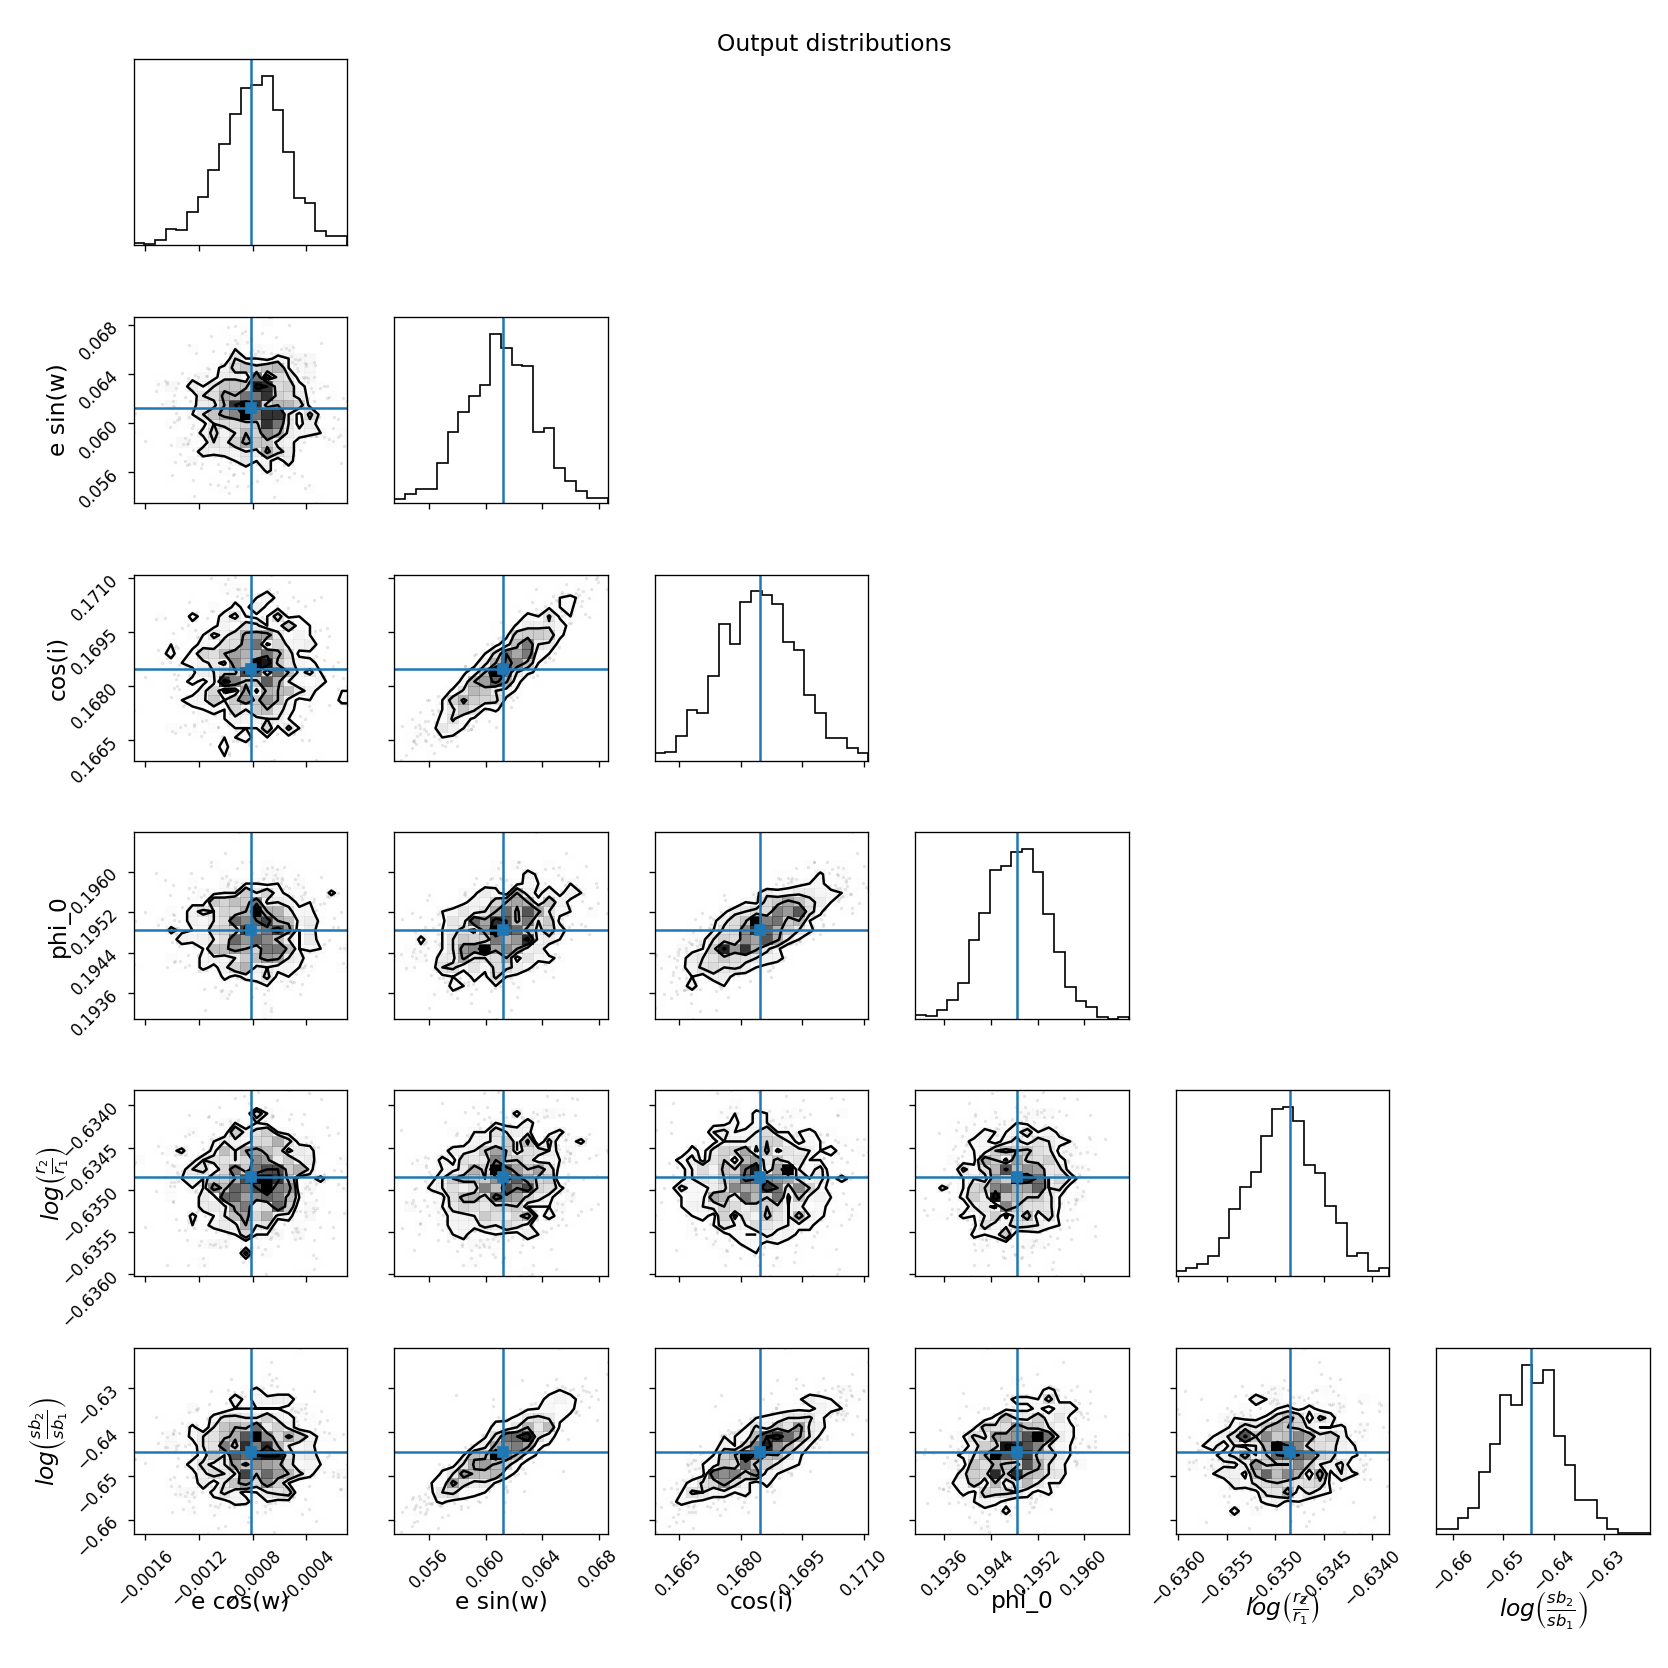 Output distributions
e sin(w)
0.068
0.064
0.060
0.056
cos(i)
0.1710
0.1695
0.1680
0.1665
phi_0
0.1960
0.1952
0.1944
0.1936
log(r2/r1)
−0.6340
−0.6345
−0.6350
−0.6355
−0.6360
log(sb2/sb1)
−0.63
−0.64
−0.65
−0.66
−0.0016 −0.0012 −0.0008 −0.0004 0.056 0.060 0.064 0.068 0.1665 0.1680 0.1695 0.1710 0.1936 0.1944 0.1952 0.1960 −0.6360 −0.6355 −0.6350 −0.6345 −0.6340 −0.66 −0.65 −0.64 −0.63
e cos(w) e sin(w) cos(i) phi_0 log(r2/r1) log(sb2/sb1)